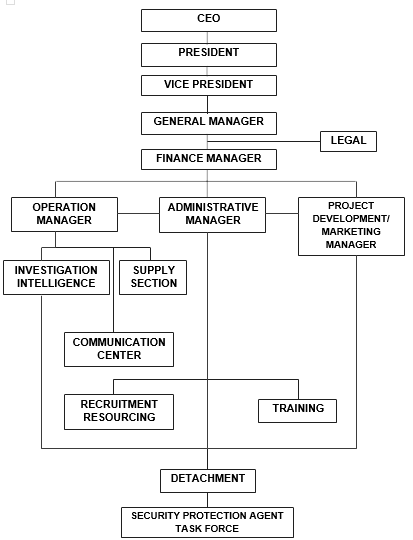 CEO
PRESIDENT
VICE PRESIDENT
GENERAL MANAGER
LEGAL
FINANCE MANAGER
OPERATION
MANAGER
ADMINISTRATIVE
MANAGER
PROJECT
DEVELOPMENT/
MARKETING
MANAGER
INVESTIGATION
INTELLIGENCE
SUPPLY
SECTION
COMMUNICATION
CENTER
RECRUITMENT
RESOURCING
TRAINING
DETACHMENT
SECURITY PROTECTION AGENT
TASK FORCE